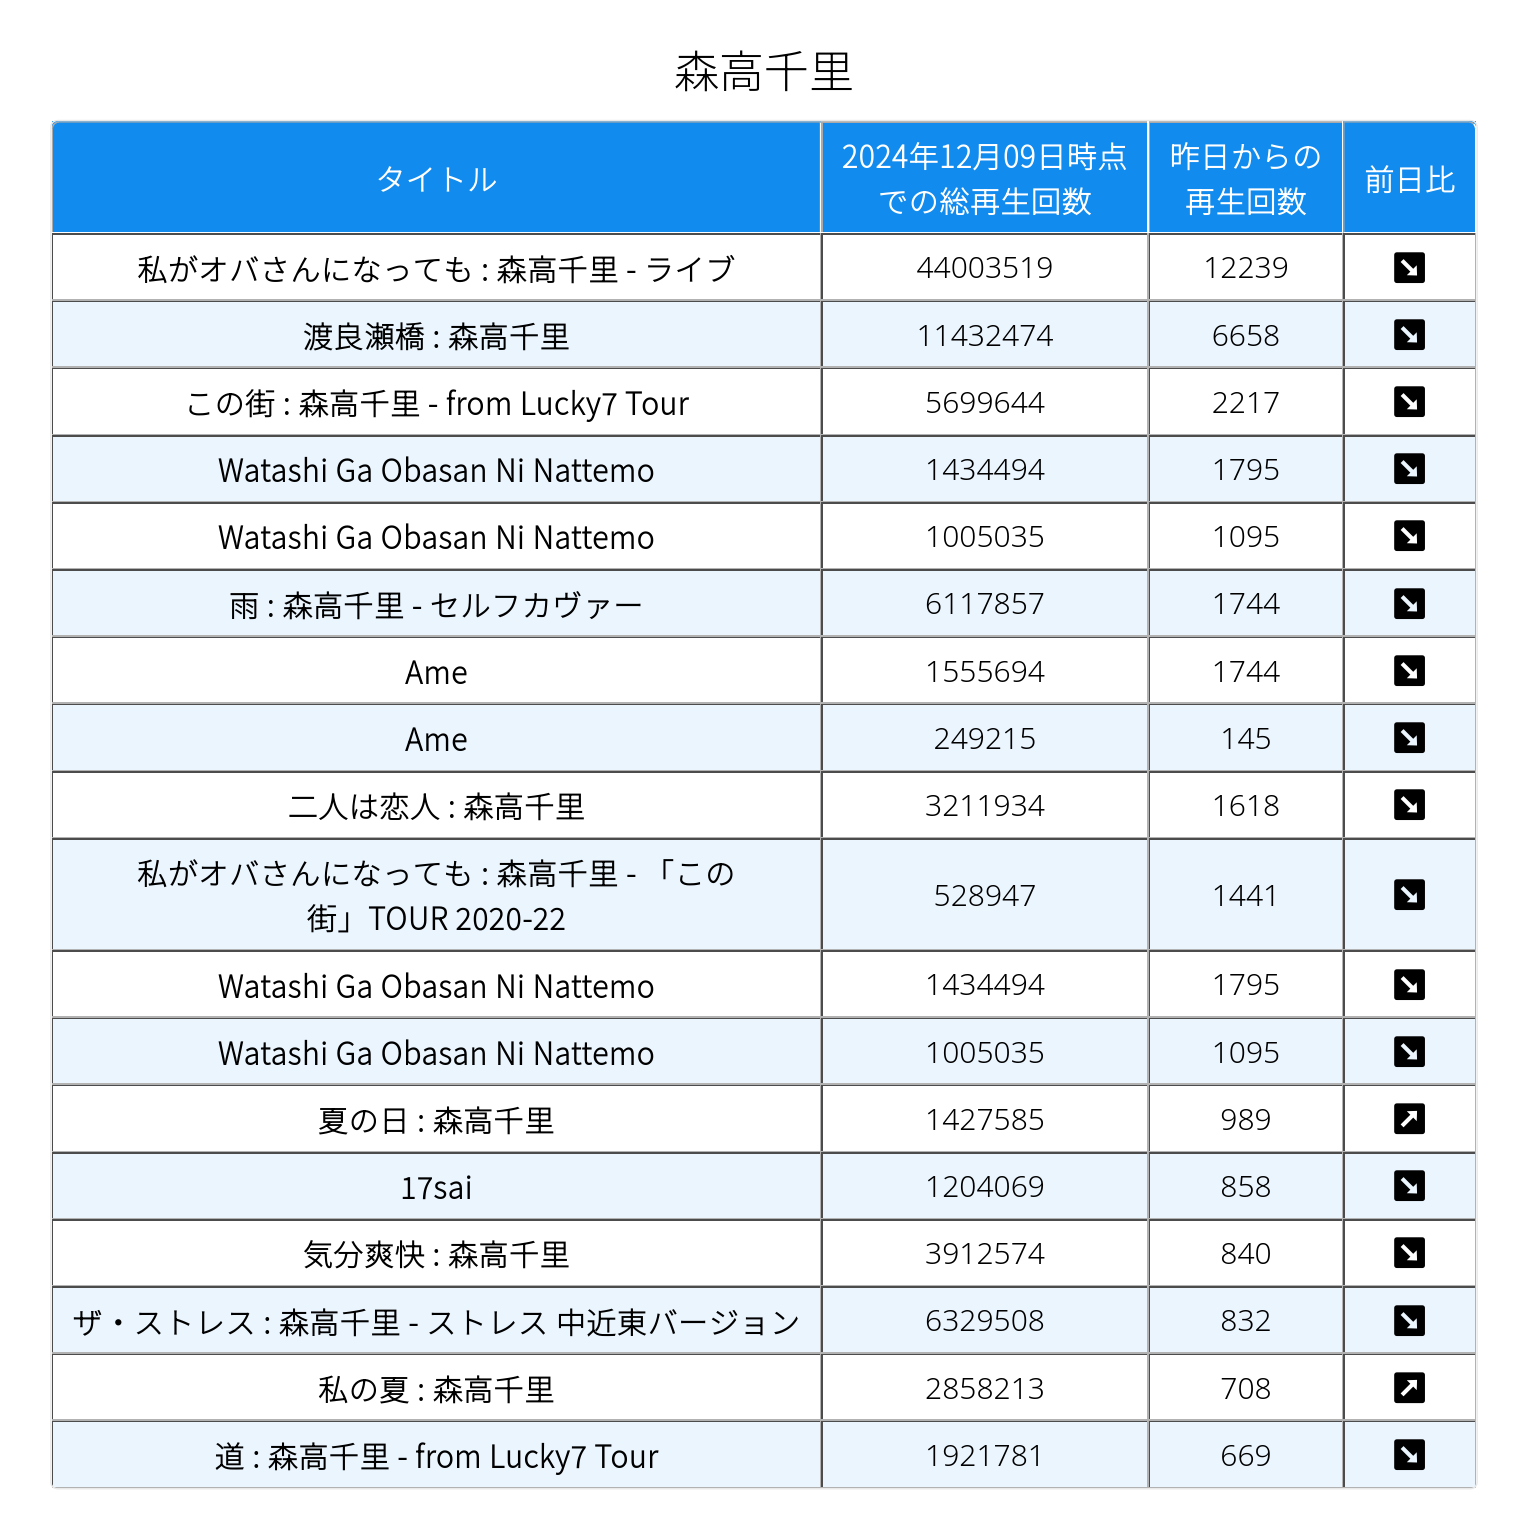 森高千里
タイトル
2024年12月09日時点
での総再生回数
昨日からの
再生回数
前日比
私がオバさんになっても : 森高千里 - ライブ 44003519 12239
渡良瀬橋 : 森高千里 11432474 6658
この街 : 森高千里 - from Lucky7 Tour 5699644 2217
Watashi Ga Obasan Ni Nattemo 1434494 1795
Watashi Ga Obasan Ni Nattemo 1005035 1095
雨 : 森高千里 - セルフカヴァー 6117857 1744
Ame 1555694 1744
Ame 249215 145
二人は恋人 : 森高千里 3211934 1618
私がオバさんになっても : 森高千里 - 「この
街」TOUR 2020-22
528947 1441
Watashi Ga Obasan Ni Nattemo 1434494 1795
Watashi Ga Obasan Ni Nattemo 1005035 1095
夏の日 : 森高千里 1427585 989
17sai 1204069 858
気分爽快 : 森高千里 3912574 840
ザ・ストレス : 森高千里 - ストレス 中近東バージョン 6329508 832
私の夏 : 森高千里 2858213 708
道 : 森高千里 - from Lucky7 Tour 1921781 669